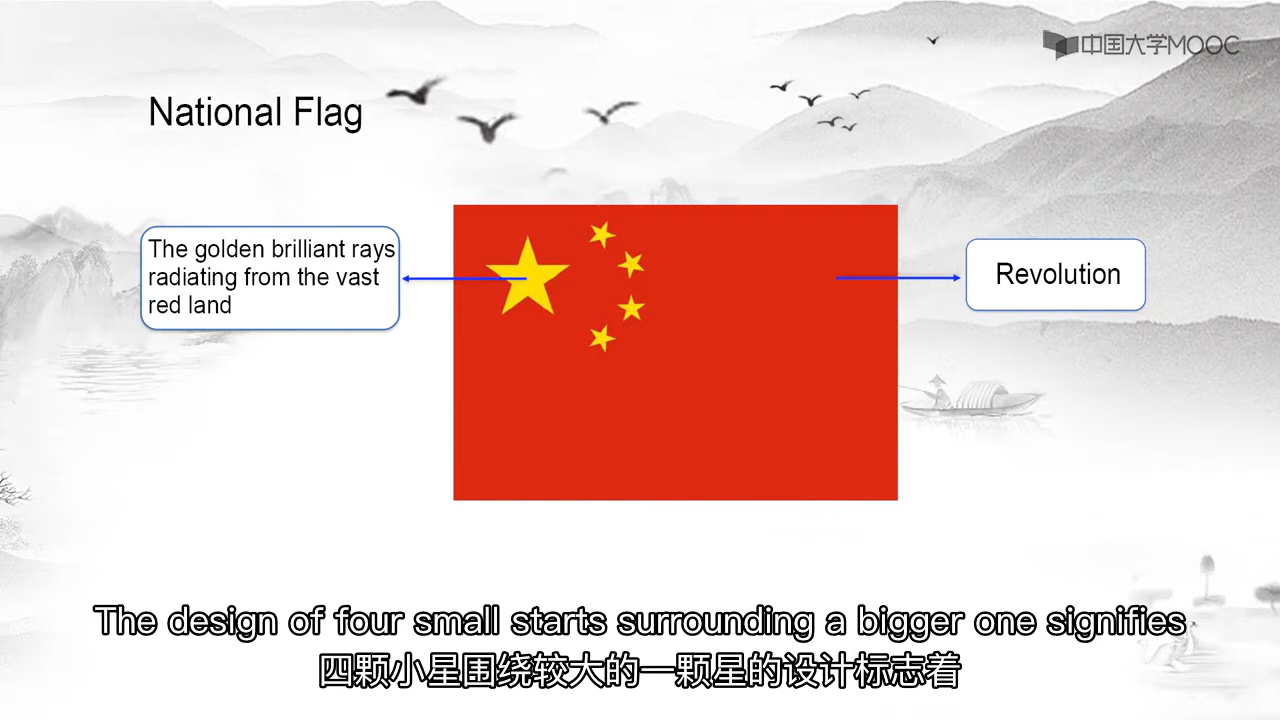 中国大学MOOC
National Flag
The golden brilliant rays
radiating from the vast
red land
Revolution
The design of four small starts surrounding a bigger one signifies
四颗小星围绕较大的一颗星的设计标志着